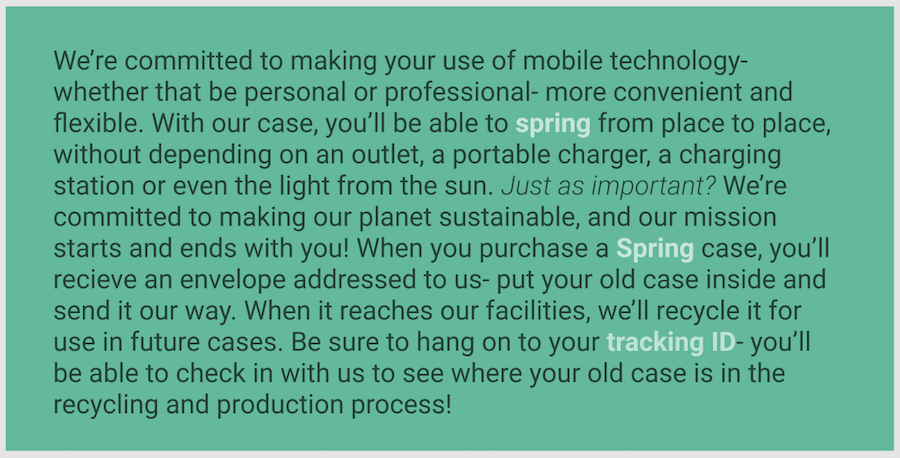 We’re committed to making your use of mobile technology-
whether that be personal or professional- more convenient and
flexible. With our case, you’ll be able to spring from place to place,
without depending on an outlet, a portable charger, a charging
station or even the light from the sun. Just as important? We’re
committed to making our planet sustainable, and our mission
starts and ends with you! When you purchase a Spring case, you’ll
recieve an envelope addressed to us- put your old case inside and
send it our way. When it reaches our facilities, we’ll recycle it for
use in future cases. Be sure to hang on to your tracking ID- you’ll
be able to check in with us to see where your old case is in the
recycling and production process!